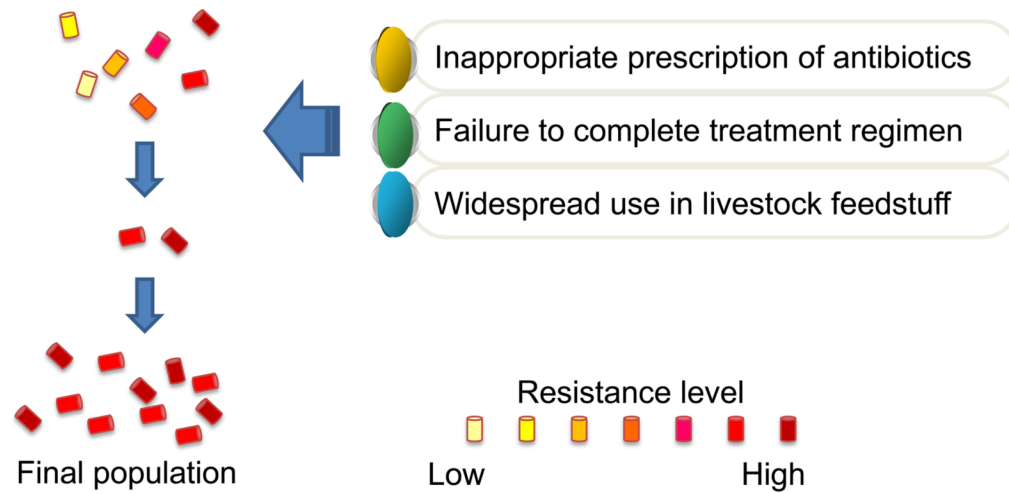 Inappropriate prescription of antibiotics
Failure to complete treatment regimen
Widespread use in livestock feedstuff
Resistance level
Low
High
Final population